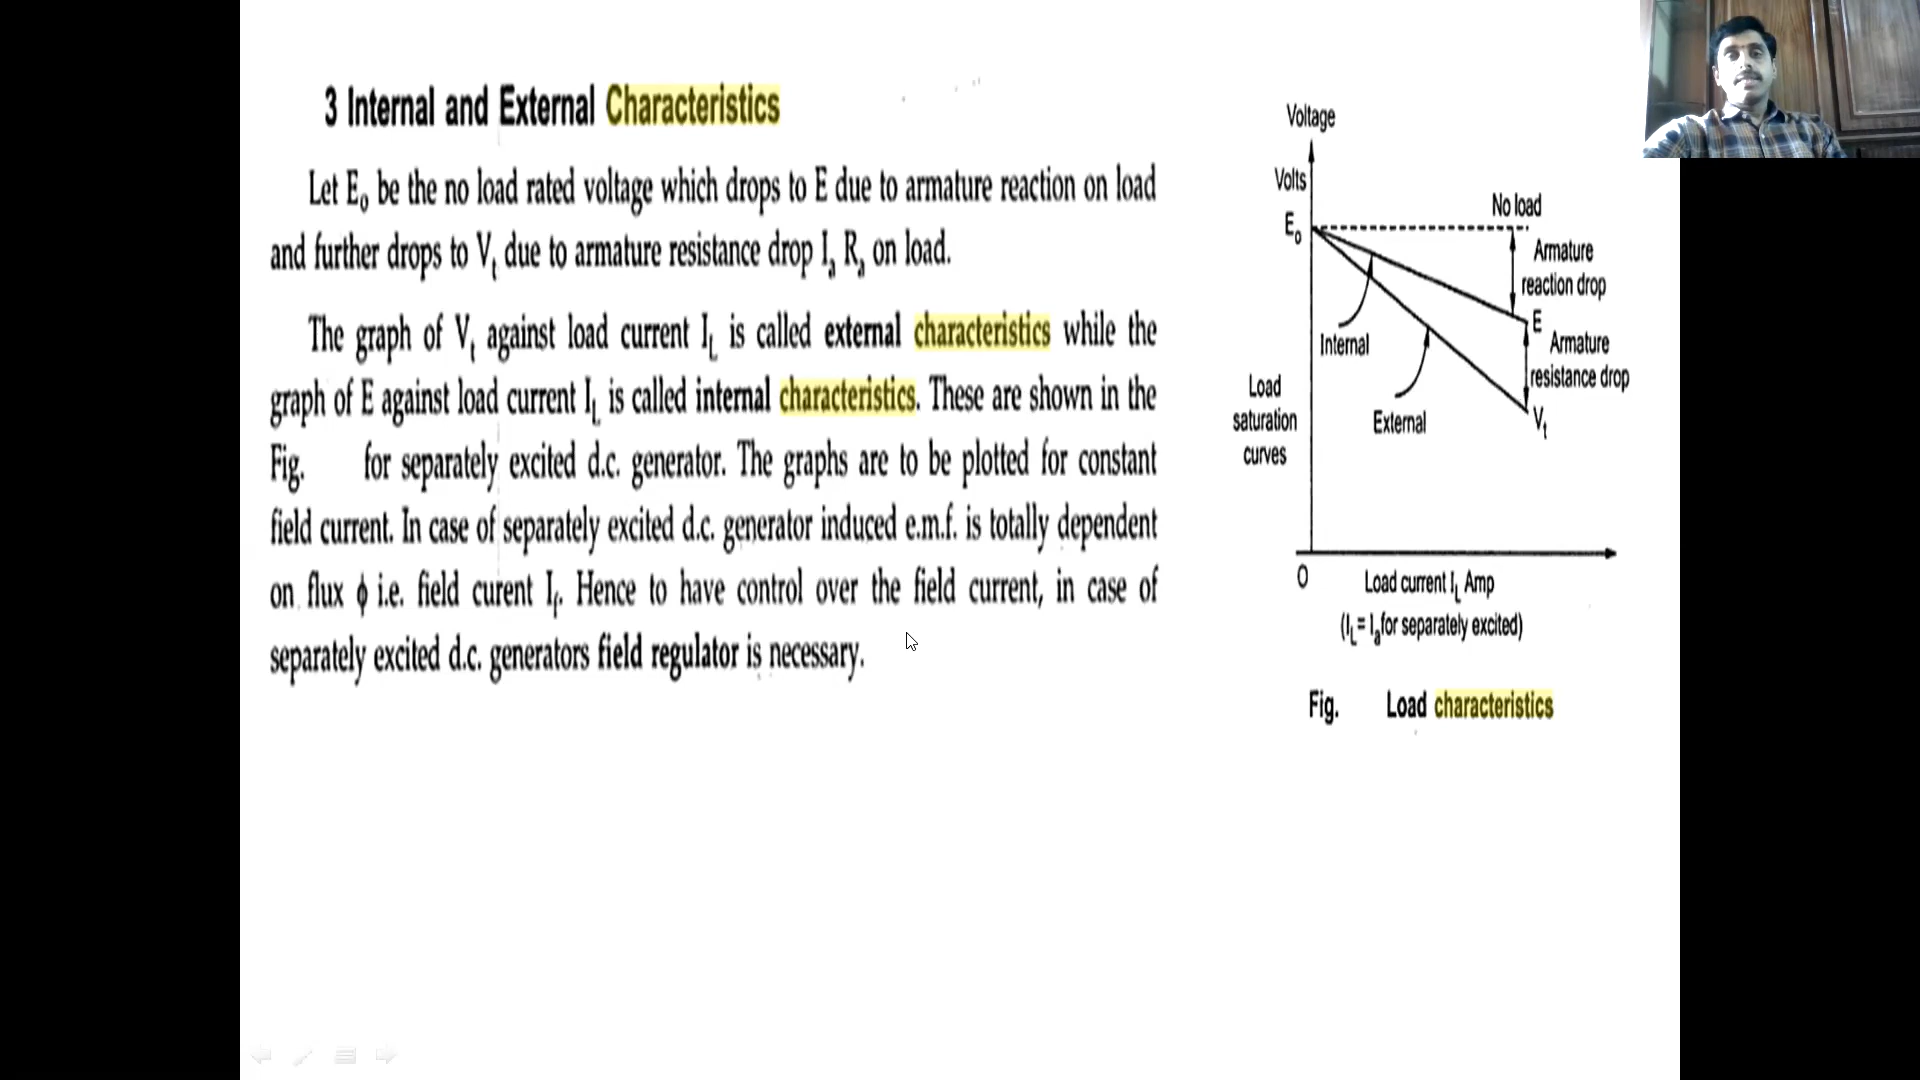 3 Internal and External Characteristics
Let Eo be the no load rated voltage which drops to E due to armature reaction on load
and further drops to Vt due to armature resistance drop Ia Ra on load.
The graph of Vt against load current IL is called external characteristics while the
graph of E against load current IL is called internal characteristics. These are shown in the
Fig. for separately excited d.c. generator. The graphs are to be plotted for constant
field current. In case of separately excited d.c. generator induced e.m.f. is totally dependent
on flux ϕ i.e. field curent If. Hence to have control over the field current, in case of
separately excited d.c. generators field regulator is necessary.
Voltage
Volts
Eo
No load
Armature
reaction drop
E
Armature
resistance drop
Vt
Internal
External
Load
saturation
curves
O
Load current IL Amp
(IL = Ia for separately excited)
Fig. Load characteristics